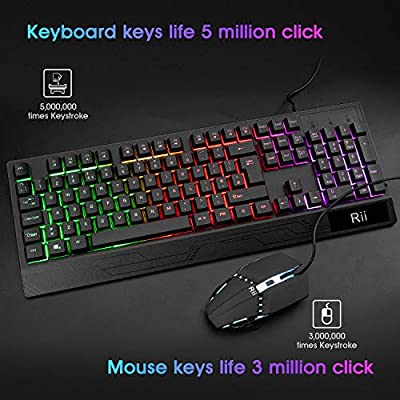 Keyboard keys life 5 million click
5,000,000
times Keystroke
Rii
Rii
3,000,000
times Keystroke
Mouse keys life 3 million click